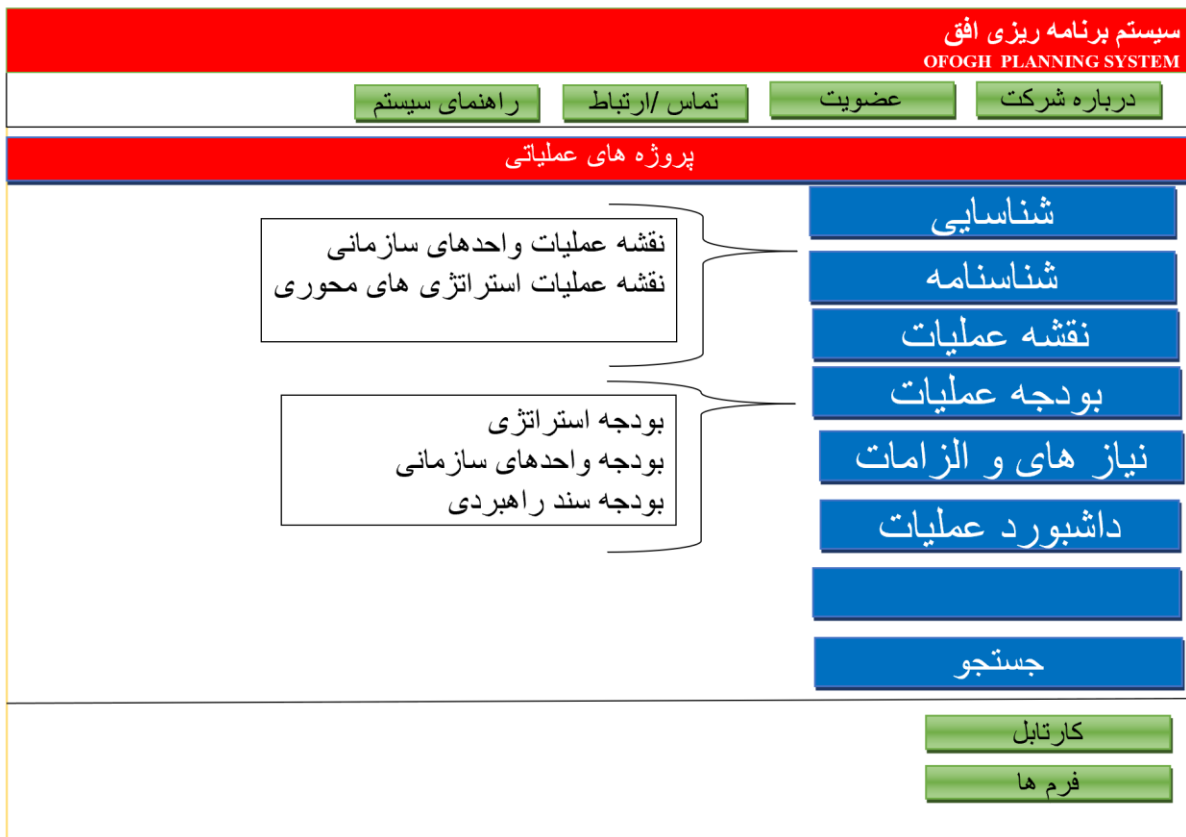 سیستم برنامه ریزی افق
OFOGH PLANNING SYSTEM
درباره شرکت
عضویت
تماس /ارتباط
راهنمای سیستم
پروژه های عملیاتی
شناسایی
شناسنامه
نقشه عملیات
بودجه عملیات
نیاز های و الزامات
داشبورد عملیات
جستجو
نقشه عملیات واحدهای سازمانی
نقشه عملیات استراتژی های محوری
بودجه استراتژی
بودجه واحدهای سازمانی
بودجه سند راهبردی
کارتابل
فرم ها